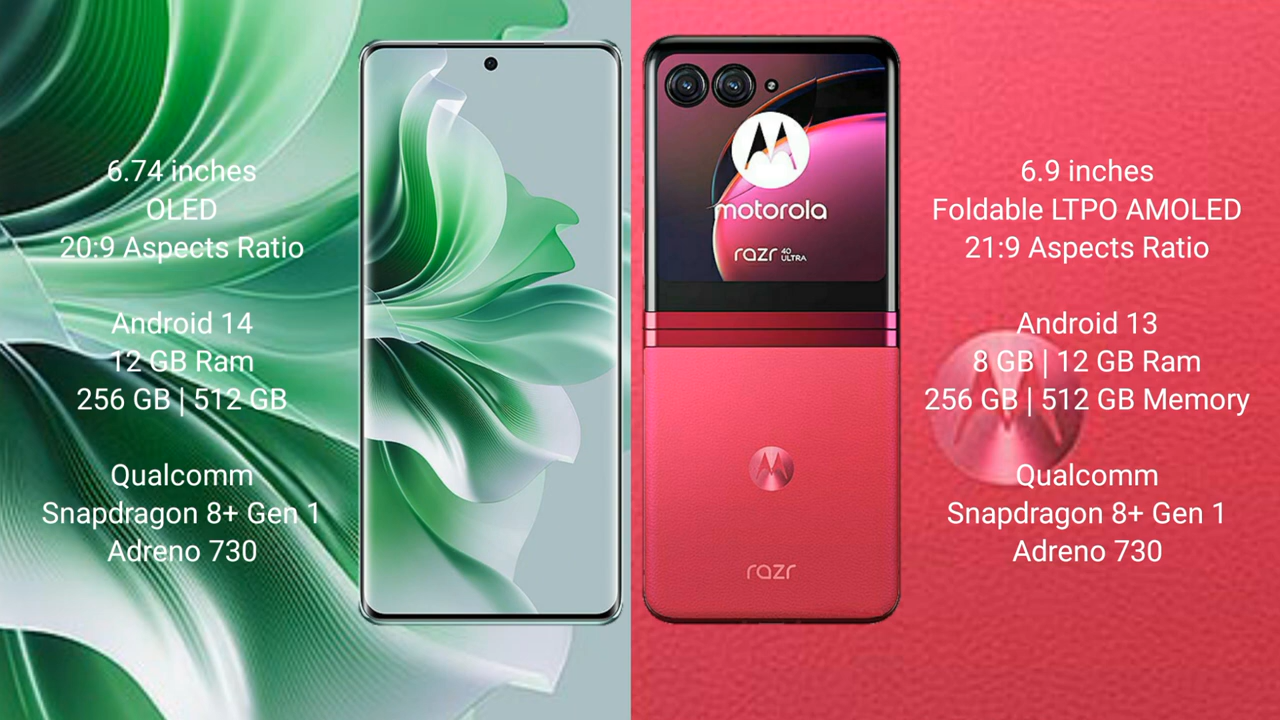 6.74 inches
OLED
20:9 Aspects Ratio
Android 14
12 GB Ram
256 GB | 512 GB
Qualcomm
Snapdragon 8+ Gen 1
Adreno 730
motorola
razr 40 ULTRA
razr
6.9 inches
Foldable LTPO AMOLED
21:9 Aspects Ratio
Android 13
8 GB | 12 GB Ram
256 GB | 512 GB Memory
Qualcomm
Snapdragon 8+ Gen 1
Adreno 730